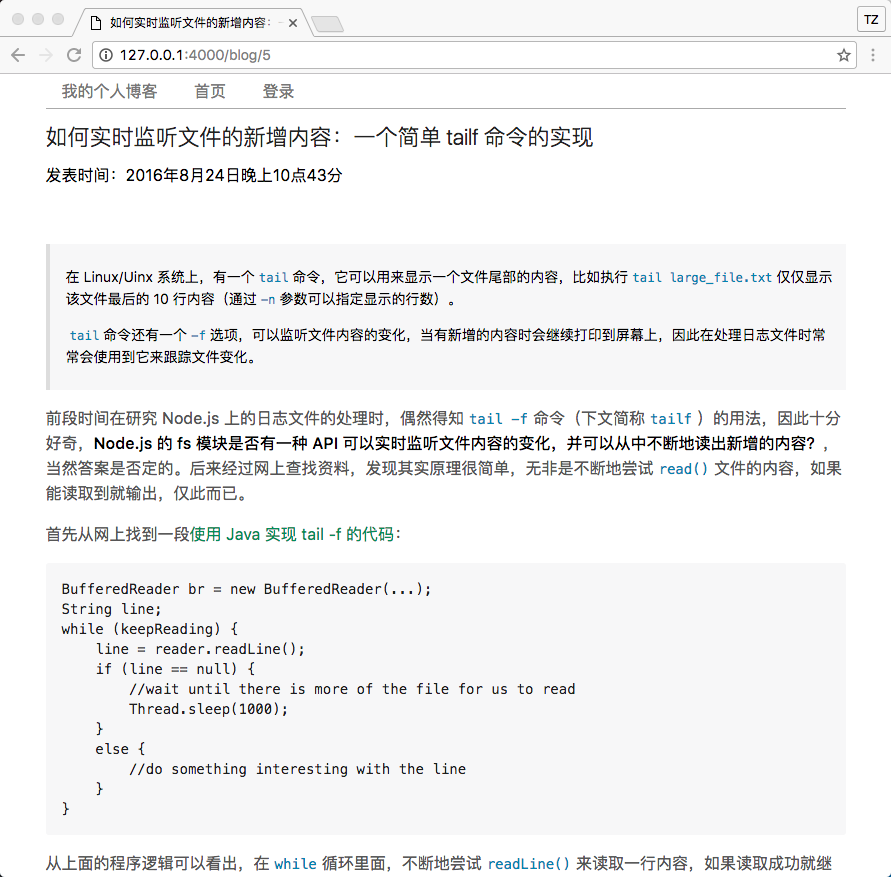 如何实时监听文件的新增内容：
TZ
127.0.0.1:4000/blog/5
我的个人博客 首页 登录
如何实时监听文件的新增内容：一个简单 tailf 命令的实现
发表时间：2016年8月24日晚上10点43分
在 Linux/Uinx 系统上，有一个 tail 命令，它可以用来显示一个文件尾部的内容，比如执行 tail large_file.txt 仅仅显示
该文件最后的 10 行内容（通过 -n 参数可以指定显示的行数）。
tail 命令还有一个 -f 选项，可以监听文件内容的变化，当有新增的内容时会继续打印到屏幕上，因此在处理日志文件时常
常会使用到它来跟踪文件变化。
前段时间在研究 Node.js 上的日志文件的处理时，偶然得知 tail -f 命令（下文简称 tailf ）的用法，因此十分
好奇，Node.js 的 fs 模块是否有一种 API 可以实时监听文件内容的变化，并可以从中不断地读出新增的内容？，
当然答案是否定的。后来经过网上查找资料，发现其实原理很简单，无非是不断地尝试 read() 文件的内容，如果
能读取到就输出，仅此而已。
首先从网上找到一段使用 Java 实现 tail -f 的代码：
BufferedReader br = new BufferedReader(...);
String line;
while (keepReading) {
    line = reader.readLine();
    if (line == null) {
        //wait until there is more of the file for us to read
        Thread.sleep(1000);
    }
    else {
        //do something interesting with the line
    }
}
从上面的程序逻辑可以看出，在 while 循环里面，不断地尝试 readLine() 来读取一行内容，如果读取成功就继